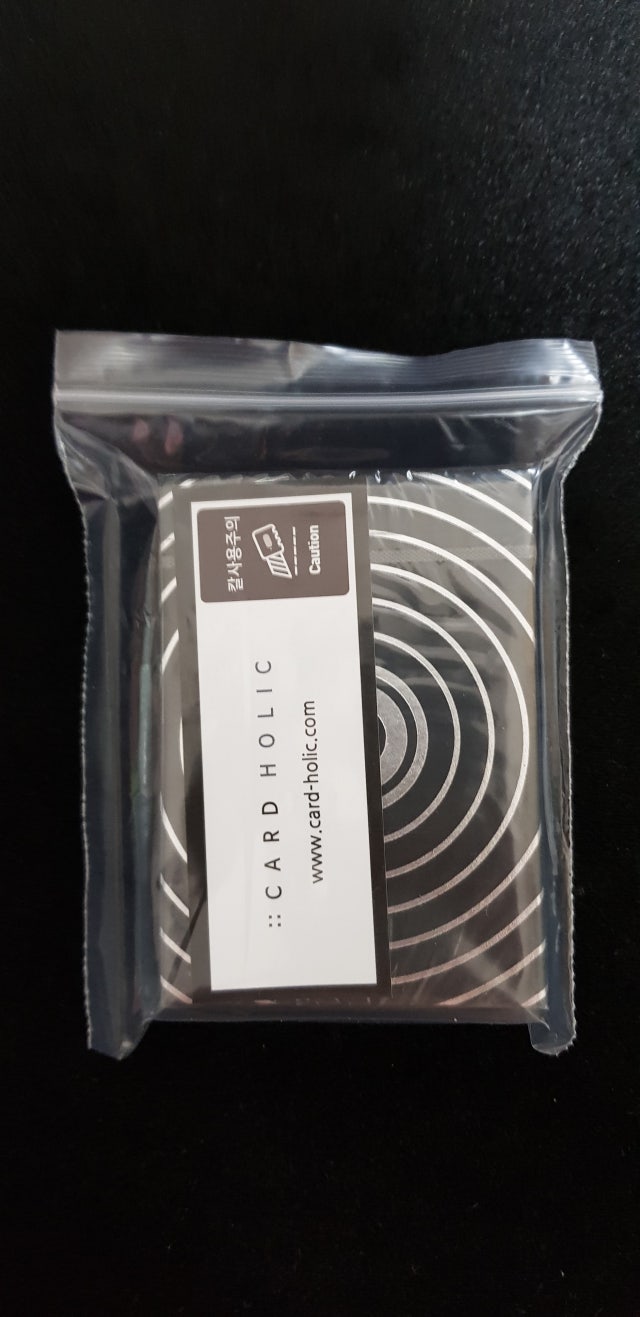 칼사용주의
Caution
:: CARD HOLIC
www.card-holic.com